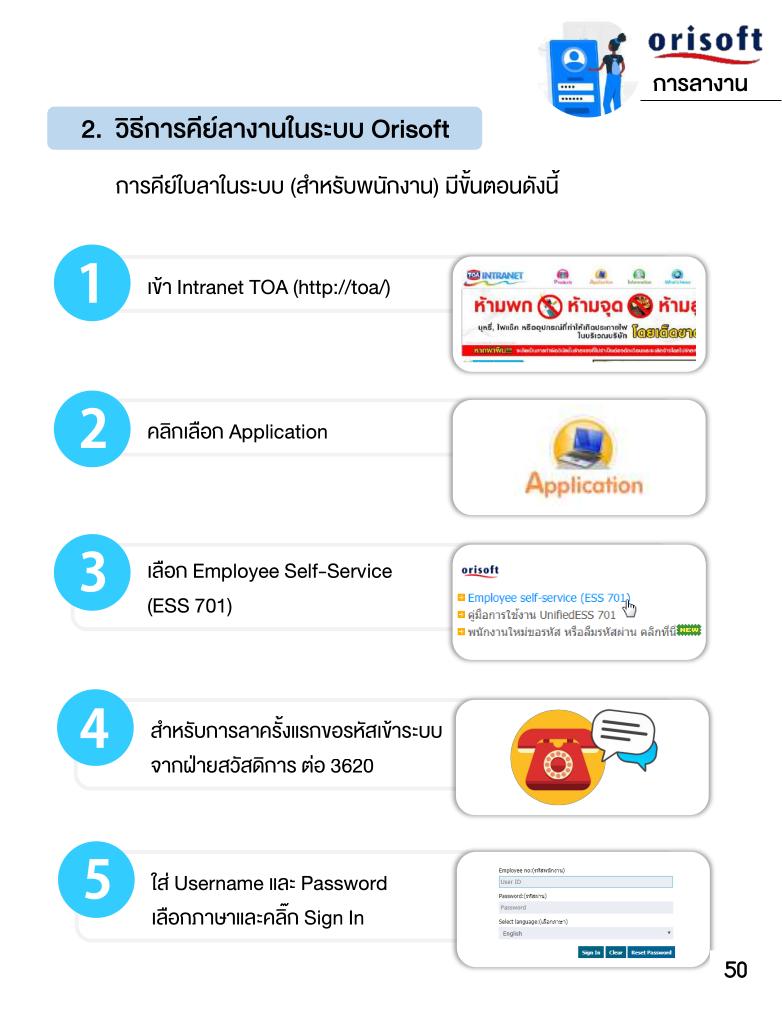 orisoft
การลางาน
2. วิธีการคีย์ลางานในระบบ Orisoft
การคีย์ใบลาในระบบ (สำหรับพนักงาน) มีขั้นตอนดังนี้
1
เข้า Intranet TOA (http://toa/)
TOA INTRANET
Products Application Information What's News
ห้ามพก ห้ามจุด ห้ามสู
บุหรี่, ไฟแช็ก หรืออุปกรณ์ที่ทำให้เกิดประกายไฟ
ในบริเวณบริษัท โดยเด็ดขาด
หากพบเห็น!!!
2
คลิกเลือก Application
Application
3
เลือก Employee Self-Service
(ESS 701)
orisoft
Employee self-service (ESS 701)
คู่มือการใช้งาน UnifiedESS 701
พนักงานใหม่ขอรหัส หรือลืมรหัสผ่าน คลิกที่นี่ NEW
4
สำหรับการลาครั้งแรกขอรหัสเข้าระบบ
จากฝ่ายสวัสดิการ ต่อ 3620
5
ใส่ Username และ Password
เลือกภาษาและคลิ๊ก Sign In
Employee no:(รหัสพนักงาน)
User ID
Password:(รหัสผ่าน)
Password
Select language:(เลือกภาษา)
English
Sign In Clear Reset Password
50